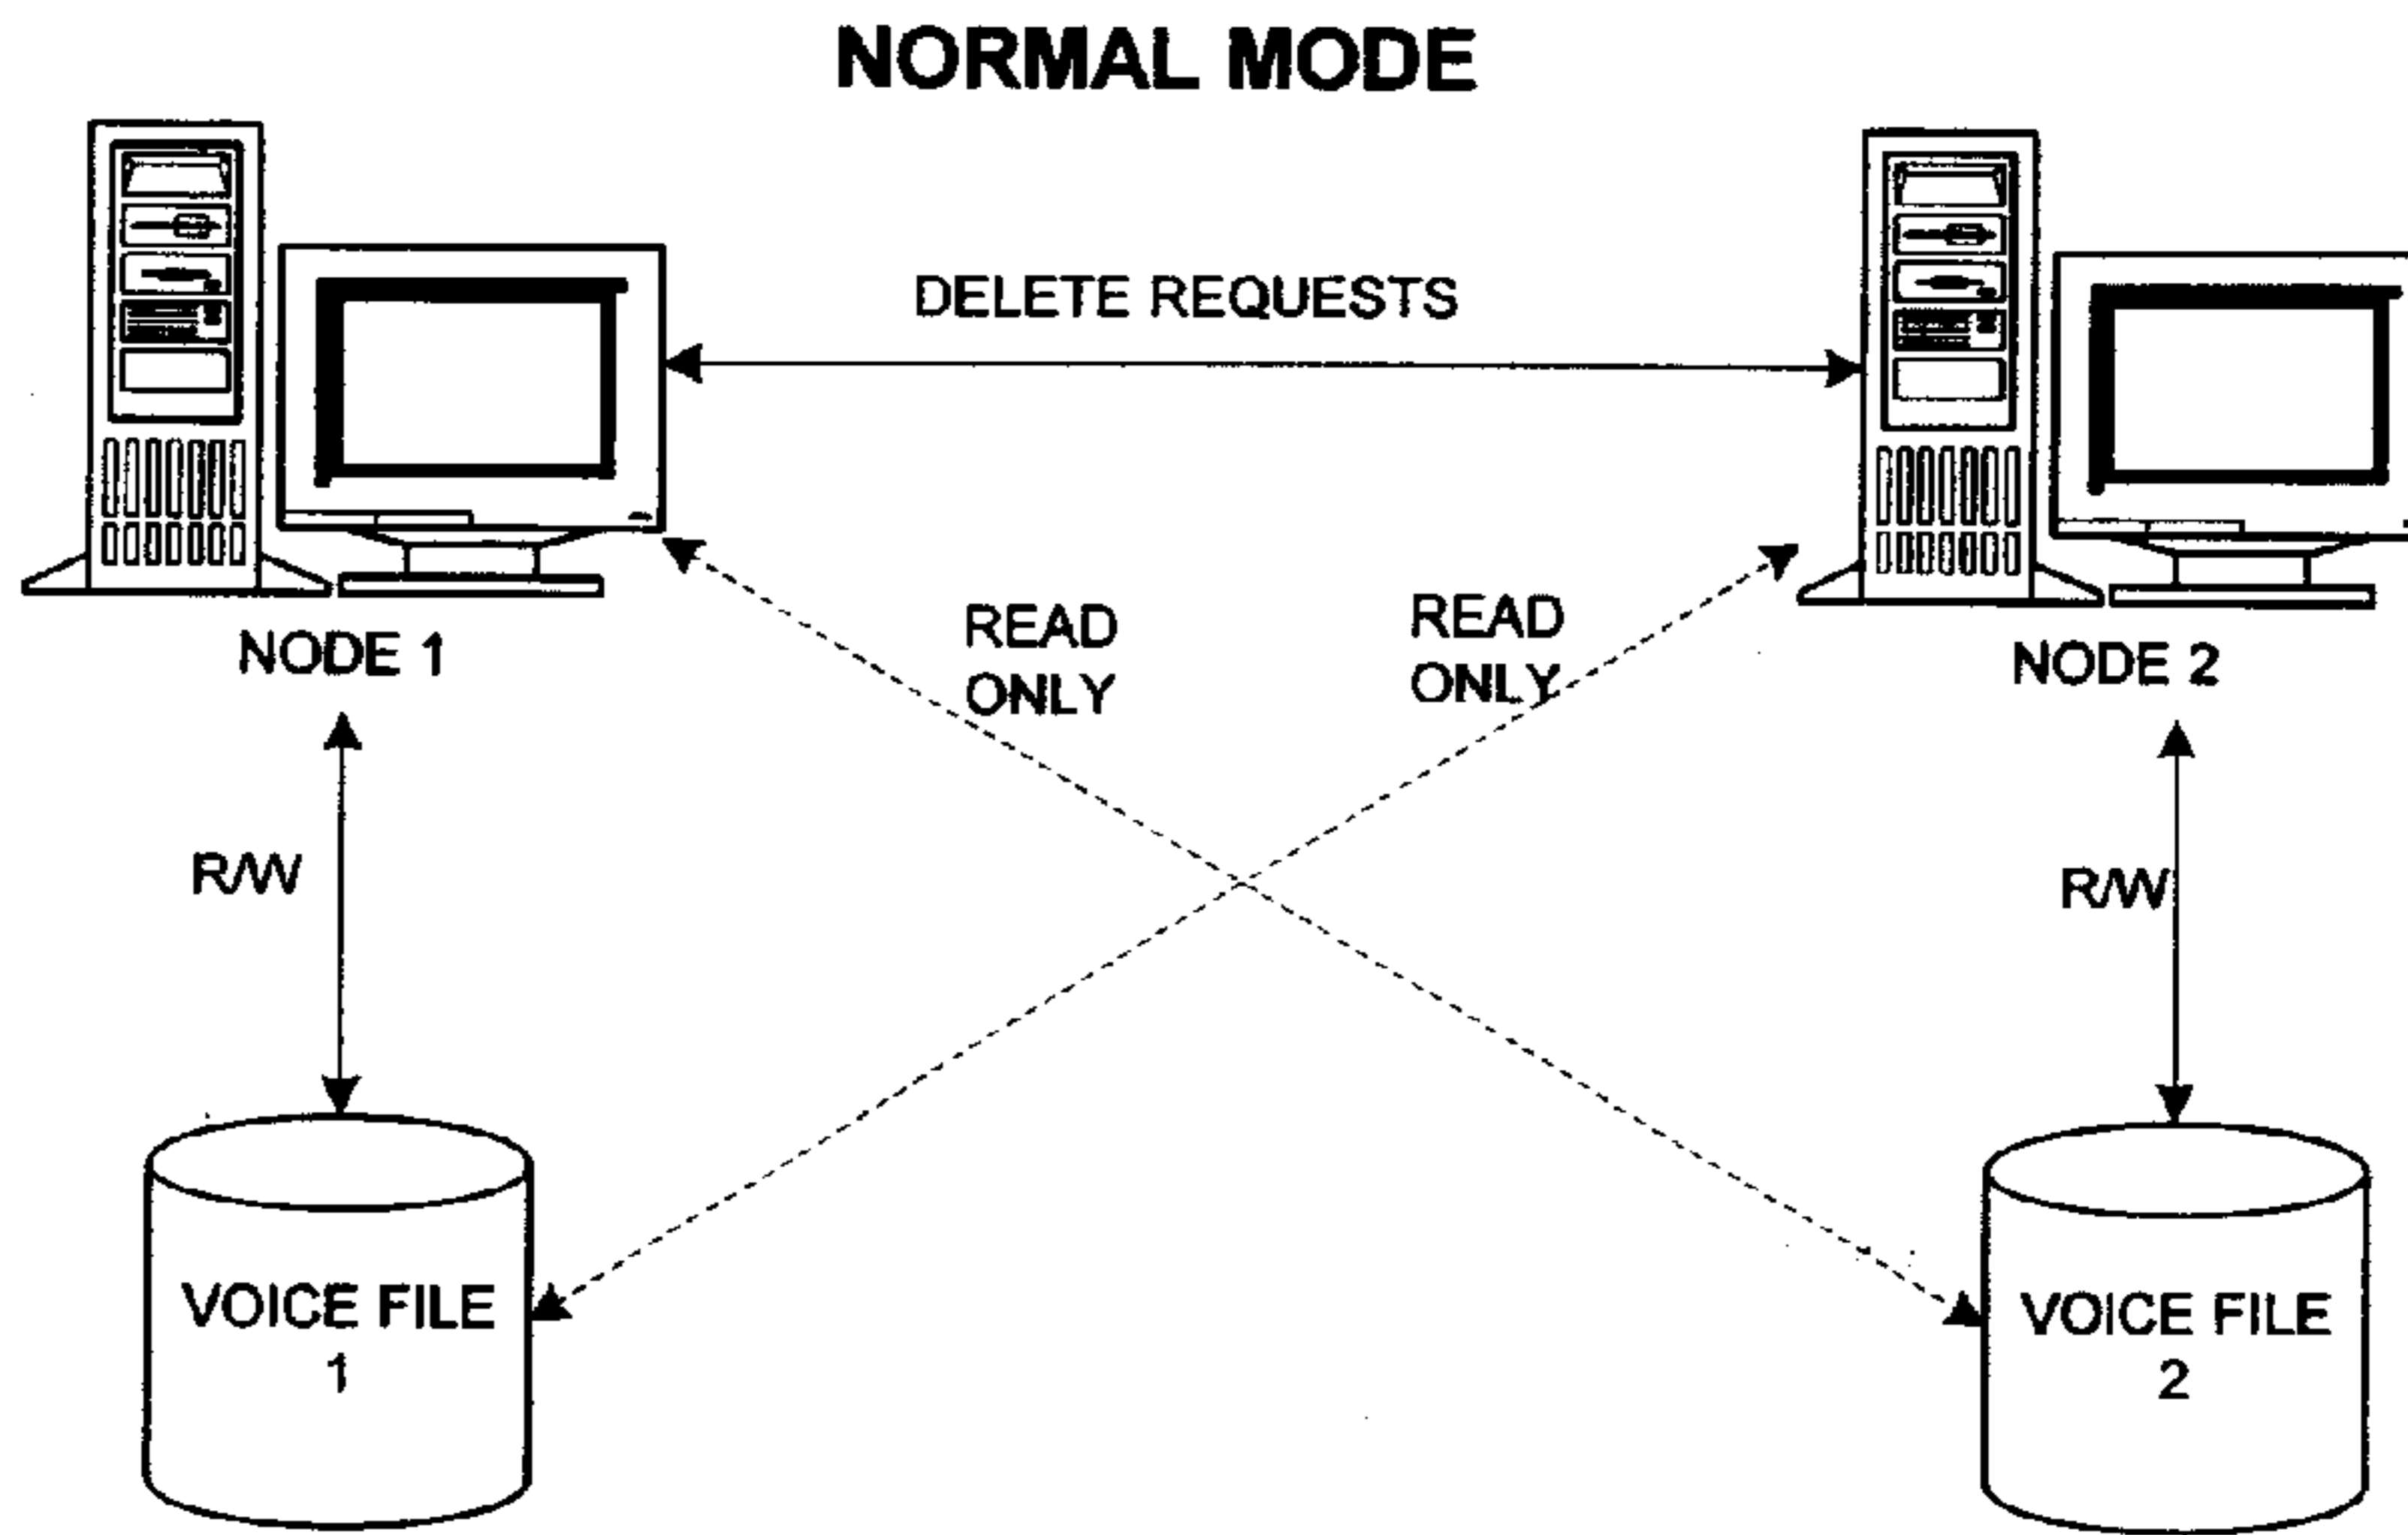 NORMAL MODE
DELETE REQUESTS
READ
ONLY
READ
ONLY
NODE 1
NODE 2
R/W
R/W
VOICE FILE
1
VOICE FILE
2